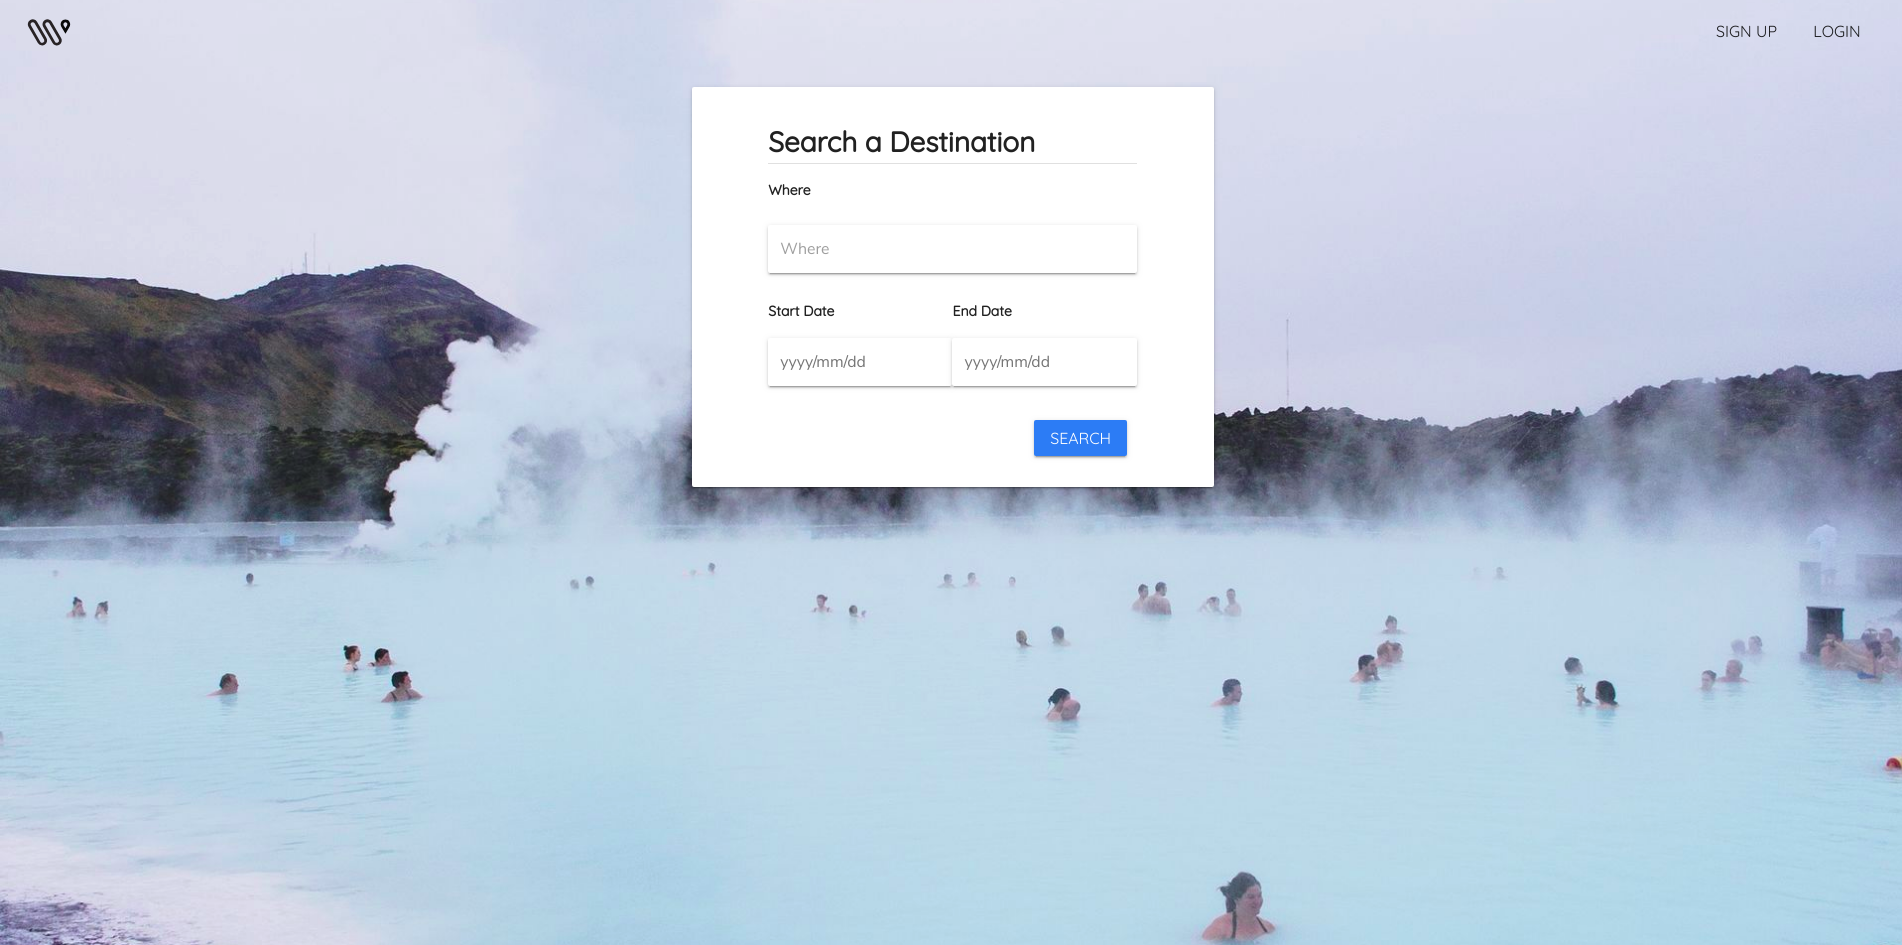 SIGN UP LOGIN
Search a Destination
Where
Where
Start Date End Date
yyyy/mm/dd yyyy/mm/dd
SEARCH